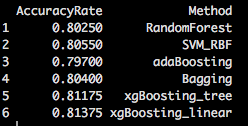 AccuracyRate Method
1 0.80250 RandomForest
2 0.80550 SVM_RBF
3 0.79700 adaBoosting
4 0.80400 Bagging
5 0.81175 xgBoosting_tree
6 0.81375 xgBoosting_linear